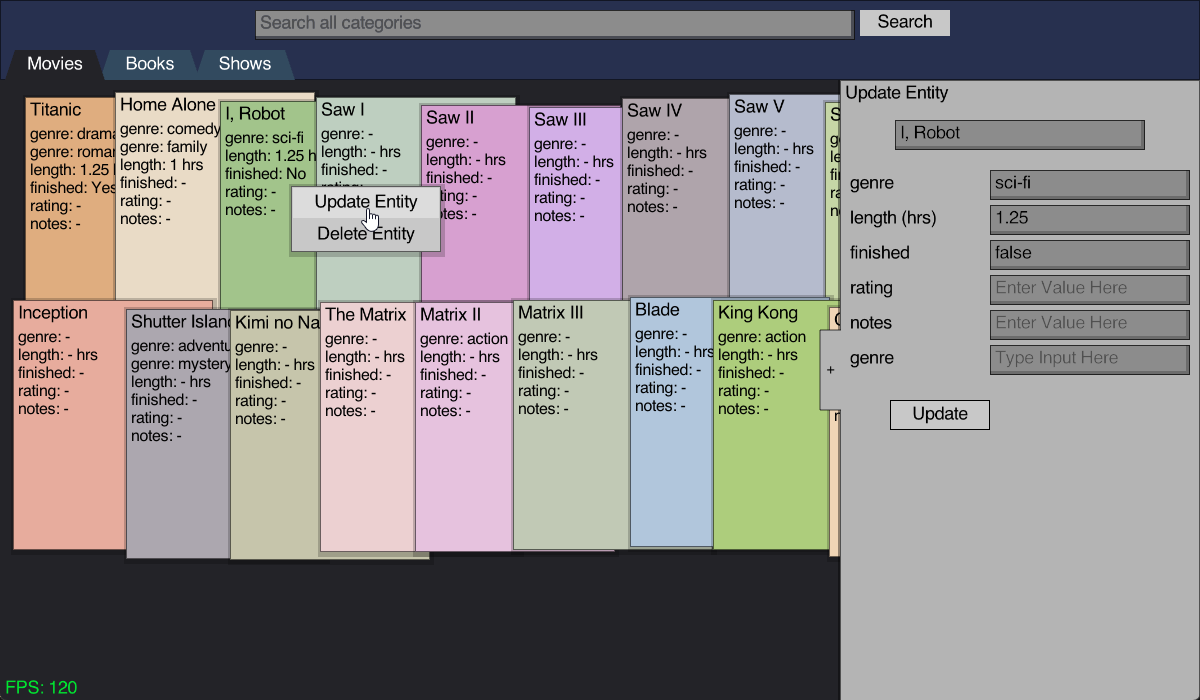 Search all categories
Search
Movies
Books
Shows
Titanic
genre: drama
genre: roman
length: 1.25
finished: Yes
rating: -
notes: -
Home Alone
genre: comedy
genre: family
length: 1 hrs
finished: -
rating: -
notes: -
I, Robot
genre: sci-fi
length: 1.25 h
finished: No
rating: -
notes: -
Saw I
genre: -
length: - hrs
finished: -
Saw II
genre: -
length: - hrs
finished: -
ting: -
otes: -
Saw III
genre: -
length: - hrs
finished: -
rating: -
notes: -
Saw IV
genre: -
length: - hrs
finished: -
rating: -
notes: -
Saw V
genre: -
length: - hrs
finished: -
rating: -
notes: -
Update Entity
Delete Entity
Inception
genre: -
length: - hrs
finished: -
rating: -
notes: -
Shutter Island
genre: adventu
genre: mystery
length: - hrs
finished: -
rating: -
notes: -
Kimi no Na
genre: -
length: - hrs
finished: -
rating: -
notes: -
The Matrix
genre: -
length: - hrs
finished: -
rating: -
notes: -
Matrix II
genre: action
length: - hrs
finished: -
rating: -
notes: -
Matrix III
genre: -
length: - hrs
finished: -
rating: -
notes: -
Blade
genre: -
length: - hrs
finished: -
rating: -
notes: -
King Kong
genre: action
length: - hrs
finished: -
rating: -
notes: -
+
Update Entity
I, Robot
genre sci-fi
length (hrs) 1.25
finished false
rating Enter Value Here
notes Enter Value Here
genre Type Input Here
Update
FPS: 120